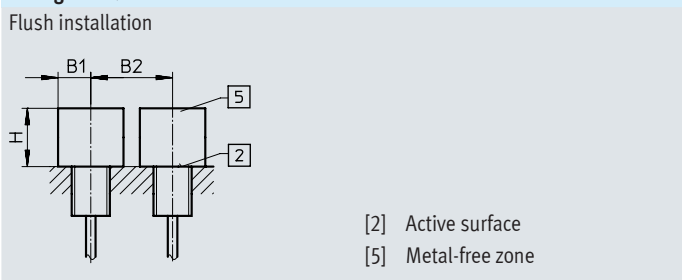 Flush installation
B1 B2
5
H
2
[2] Active surface
[5] Metal-free zone